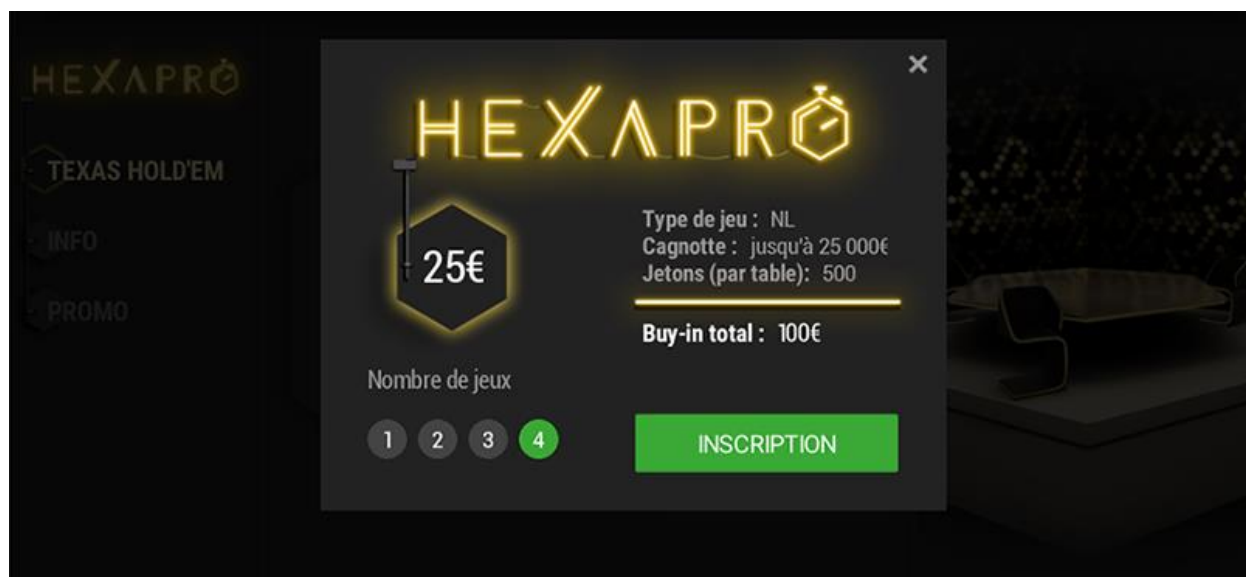 HEXAPRO
TEXAS HOLD'EM
INFO
PROMO
×
HEXAPRO
25€
Type de jeu : NL
Cagnotte : jusqu'à 25 000€
Jetons (par table): 500
Buy-in total : 100€
Nombre de jeux
1 2 3 4
INSCRIPTION